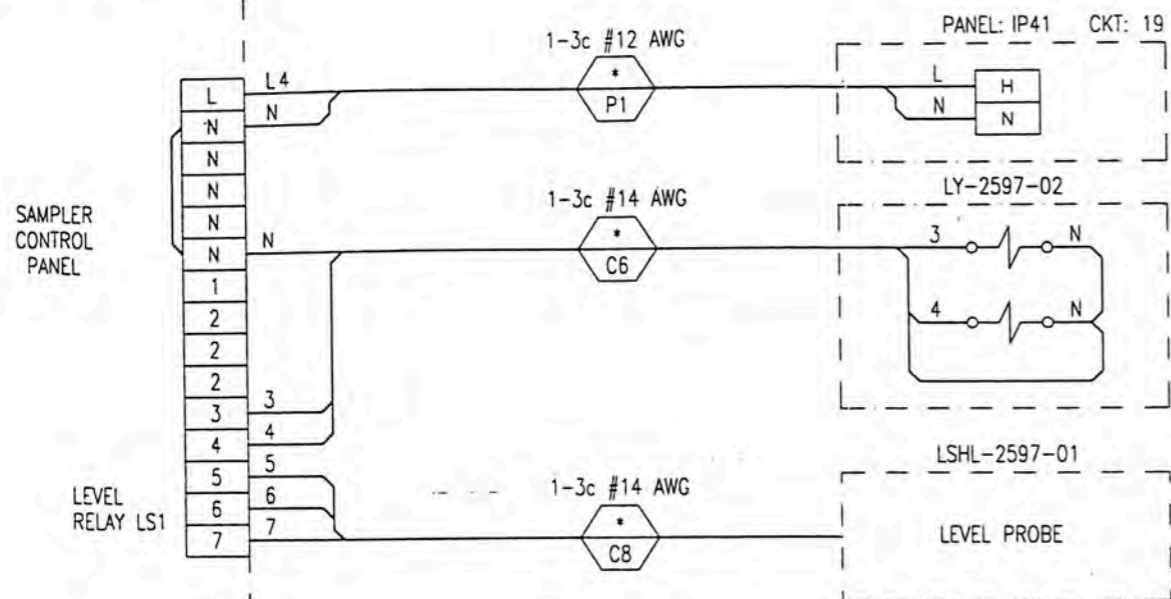 PANEL: IP41 CKT: 19
1-3c #12 AWG
*
P1
L4
N
L
N
H
N
L
N
N
N
N
N
1
2
2
2
3
4
5
6
7
SAMPLER
CONTROL
PANEL
LEVEL
RELAY LS1
N
3
4
5
6
7
1-3c #14 AWG
*
C6
LY-2597-02
3 N
4 N
1-3c #14 AWG
*
C8
LSHL-2597-01
LEVEL PROBE